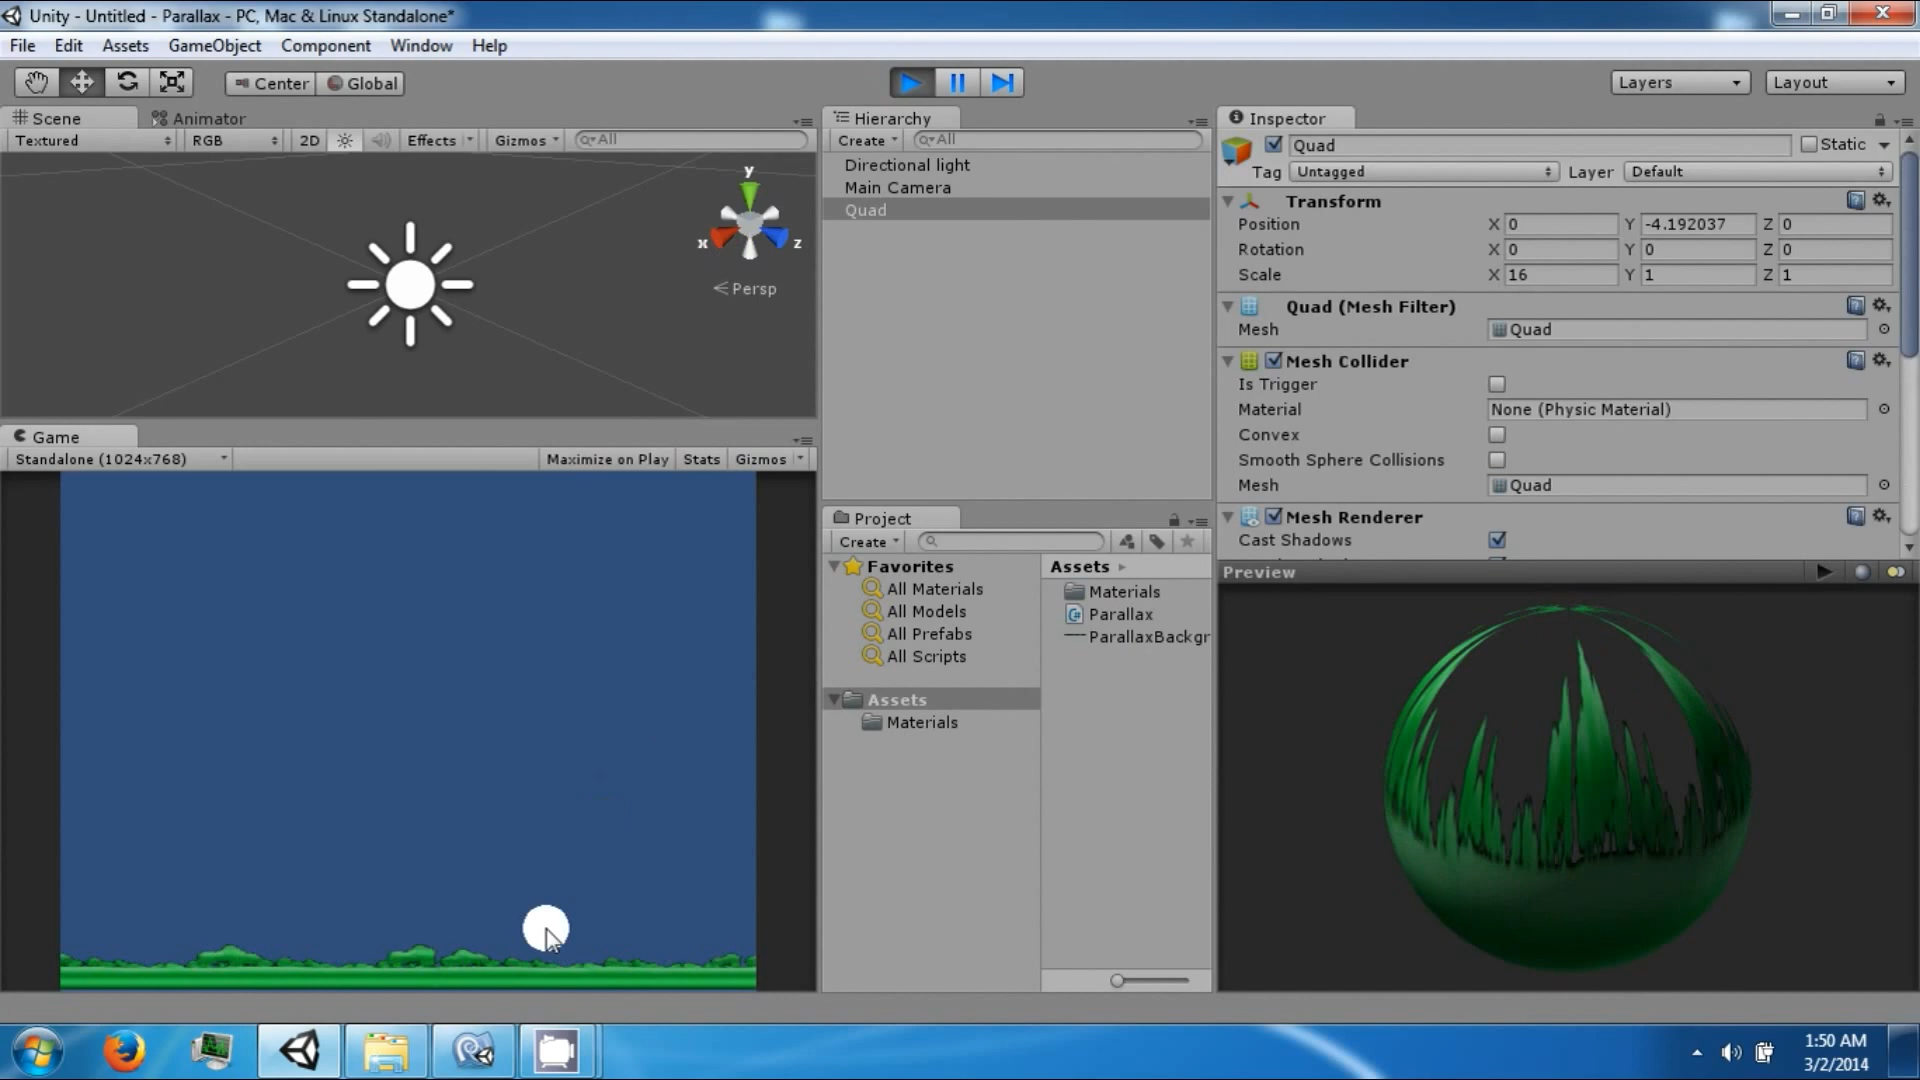 Unity - Untitled - Parallax - PC, Mac & Linux Standalone*
File Edit Assets GameObject Component Window Help
Center Global Layers Layout
Scene Animator
Textured RGB 2D Effects Gizmos All
y
x z
Persp
Game
Standalone (1024x768) Maximize on Play Stats Gizmos
Hierarchy
Create All
Directional light
Main Camera
Quad
Project
Create
Favorites
All Materials
All Models
All Prefabs
All Scripts
Assets
Materials
Assets
Materials
Parallax
ParallaxBackgr
Inspector
Quad Static
Tag Untagged Layer Default
Transform
Position X 0 Y -4.192037 Z 0
Rotation X 0 Y 0 Z 0
Scale X 16 Y 1 Z 1
Quad (Mesh Filter)
Mesh Quad
Mesh Collider
Is Trigger
Material None (Physic Material)
Convex
Smooth Sphere Collisions
Mesh Quad
Mesh Renderer
Cast Shadows
Preview
1:50 AM
3/2/2014